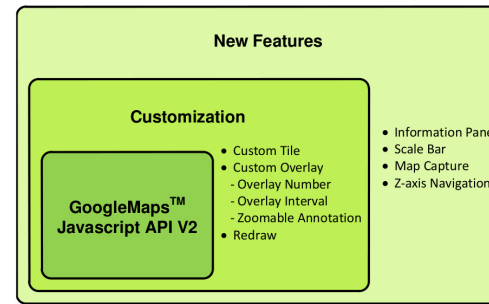 New Features
Customization
GoogleMaps™
Javascript API V2
• Custom Tile
• Custom Overlay
- Overlay Number
- Overlay Interval
- Zoomable Annotation
• Redraw
• Information Pane
• Scale Bar
• Map Capture
• Z-axis Navigation